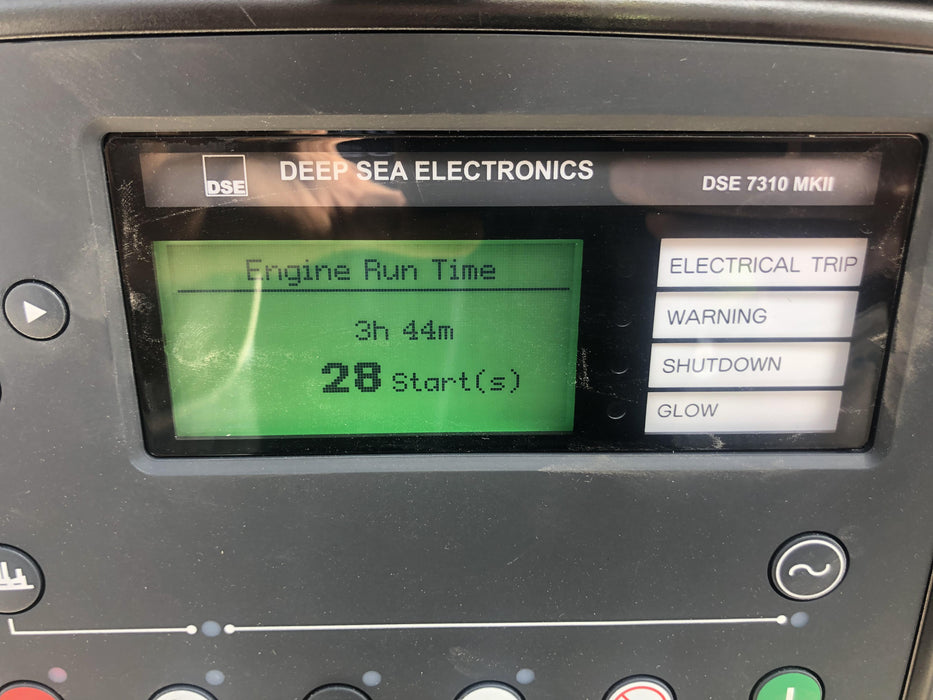 DSE
DEEP SEA ELECTRONICS
DSE 7310 MKII
Engine Run Time
3h 44m
28 Start(s)
ELECTRICAL TRIP
WARNING
SHUTDOWN
GLOW